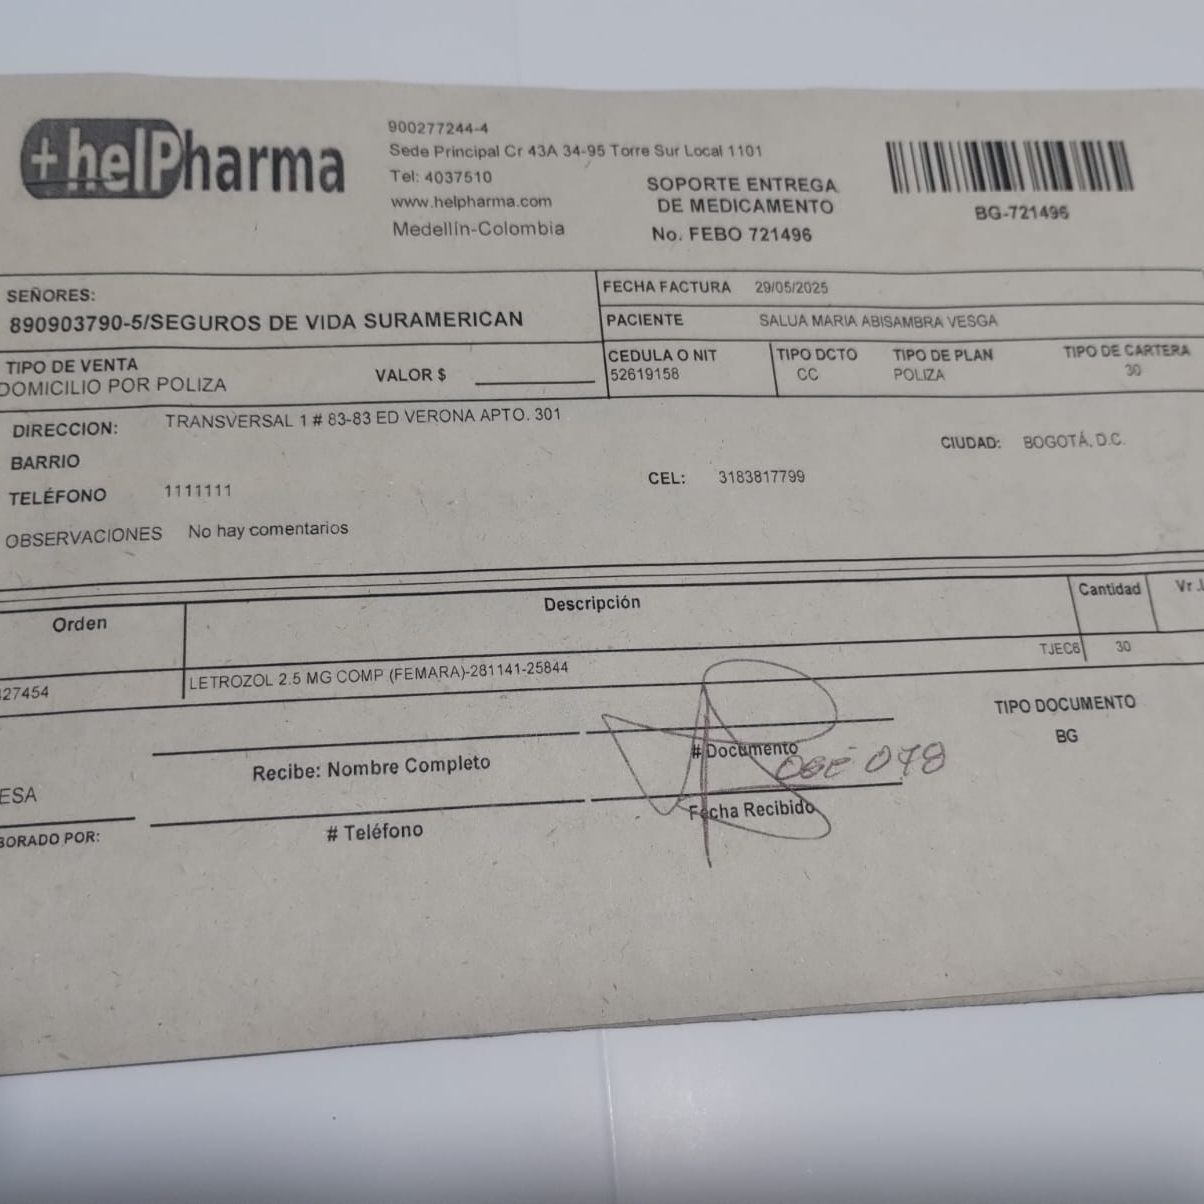 +helPharma
900277244-4
Sede Principal Cr 43A 34-95 Torre Sur Local 1101
Tel: 4037510
www.helpharma.com
Medellín-Colombia
SOPORTE ENTREGA
DE MEDICAMENTO
No. FEBO 721496
BG-721496
SEÑORES:
890903790-5/SEGUROS DE VIDA SURAMERICAN
FECHA FACTURA 29/05/2025
PACIENTE SALUA MARIA ABISAMBRA VESGA
TIPO DE VENTA
DOMICILIO POR POLIZA
VALOR $
CEDULA O NIT
52619158
TIPO DCTO
CC
TIPO DE PLAN
POLIZA
TIPO DE CARTERA
30
DIRECCION: TRANSVERSAL 1 # 83-83 ED VERONA APTO. 301
BARRIO
CIUDAD: BOGOTÁ, D.C.
TELÉFONO 1111111
CEL: 3183817799
OBSERVACIONES No hay comentarios
Orden Descripción Cantidad Vr
27454 LETROZOL 2.5 MG COMP (FEMARA)-281141-25844 TJEC6 30
TIPO DOCUMENTO
BG
Recibe: Nombre Completo
# Documento
078
ESA
BORADO POR:
# Teléfono
Fecha Recibido